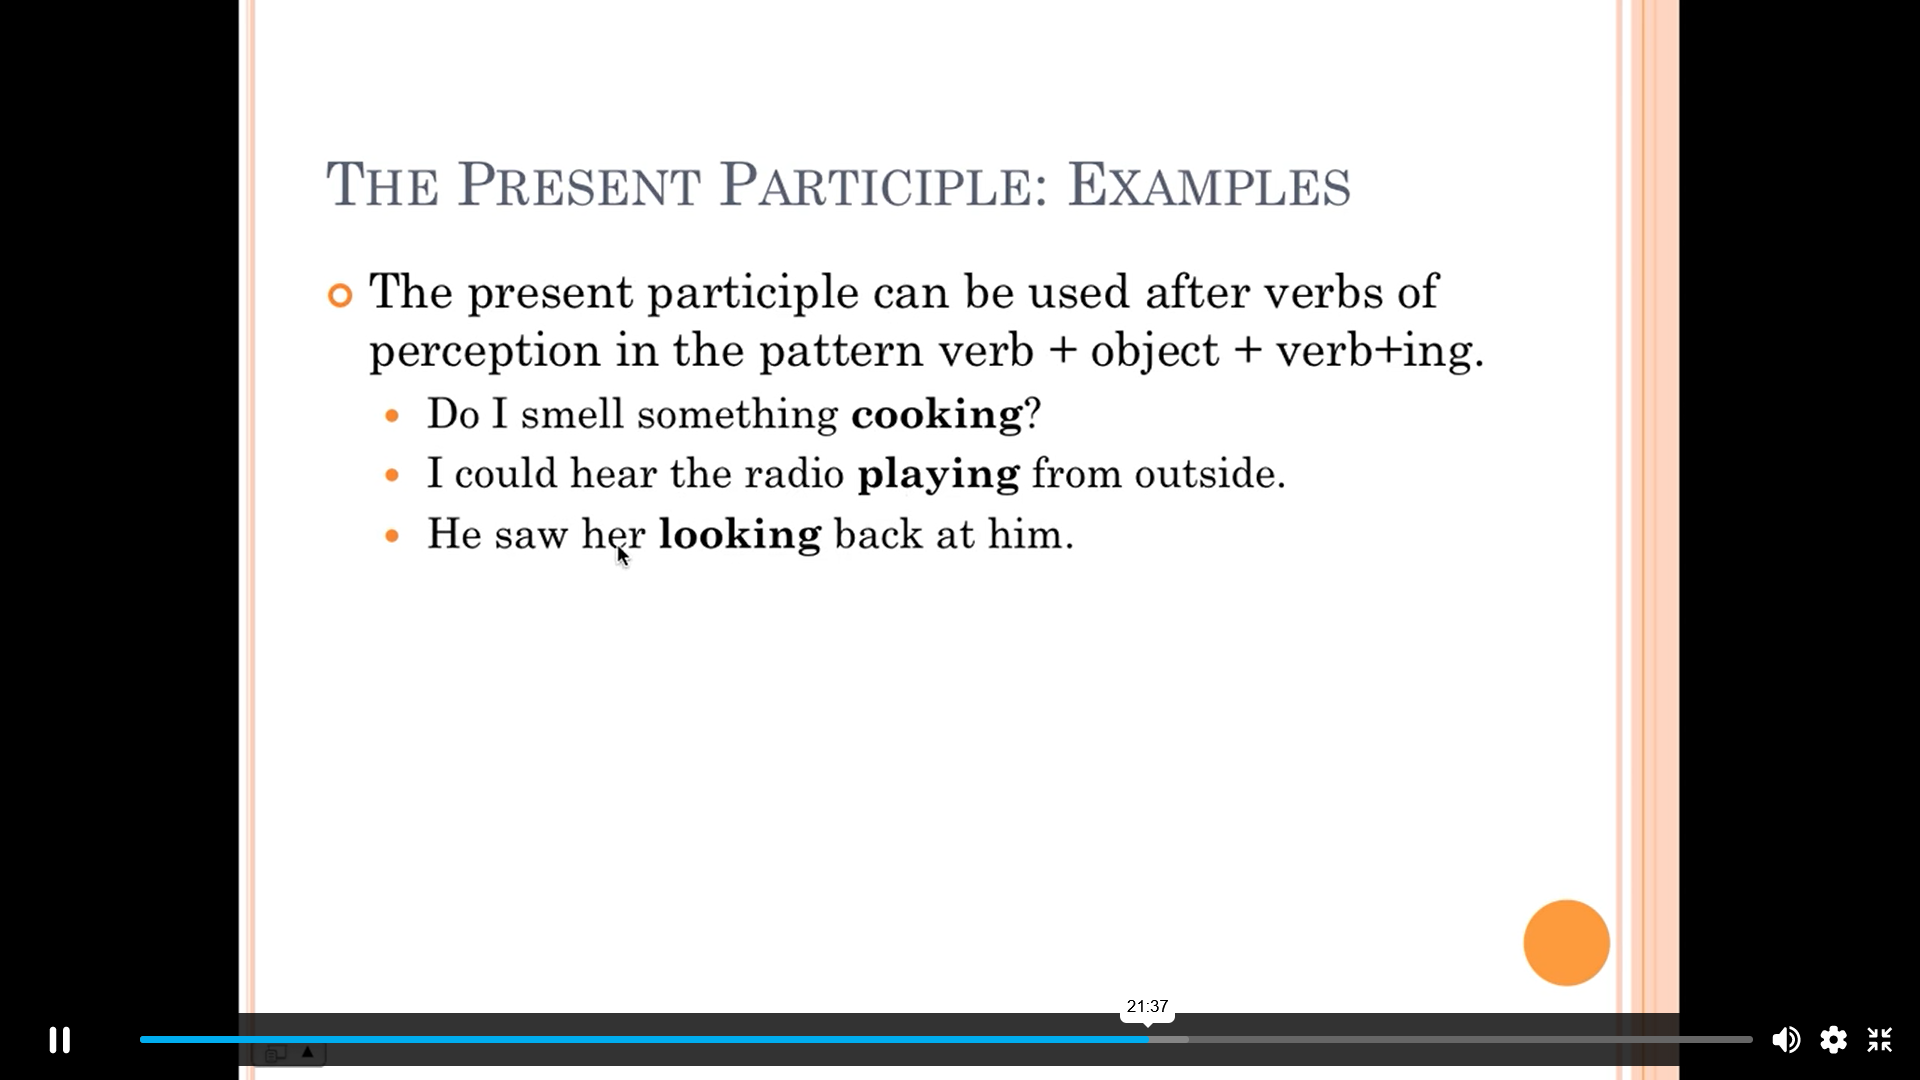 The Present Participle: Examples
The present participle can be used after verbs of
perception in the pattern verb + object + verb+ing.
Do I smell something cooking?
I could hear the radio playing from outside.
He saw her looking back at him.
21:37